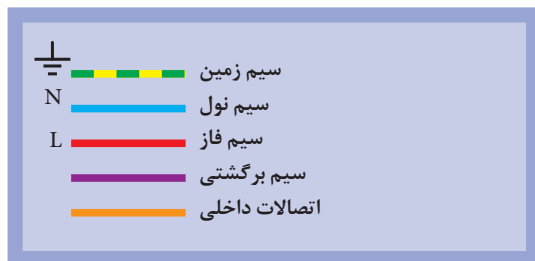 سیم زمین
N سیم نول
L سیم فاز
سیم برگشتی
اتصالات داخلی